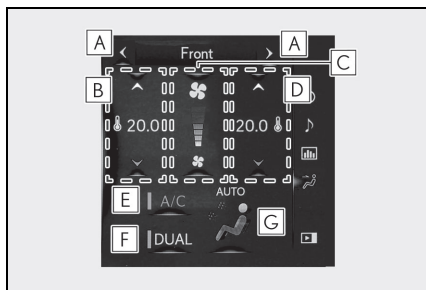 A < Front > A
C
B D
20.0 20.0
AUTO
E A/C
G
F DUAL